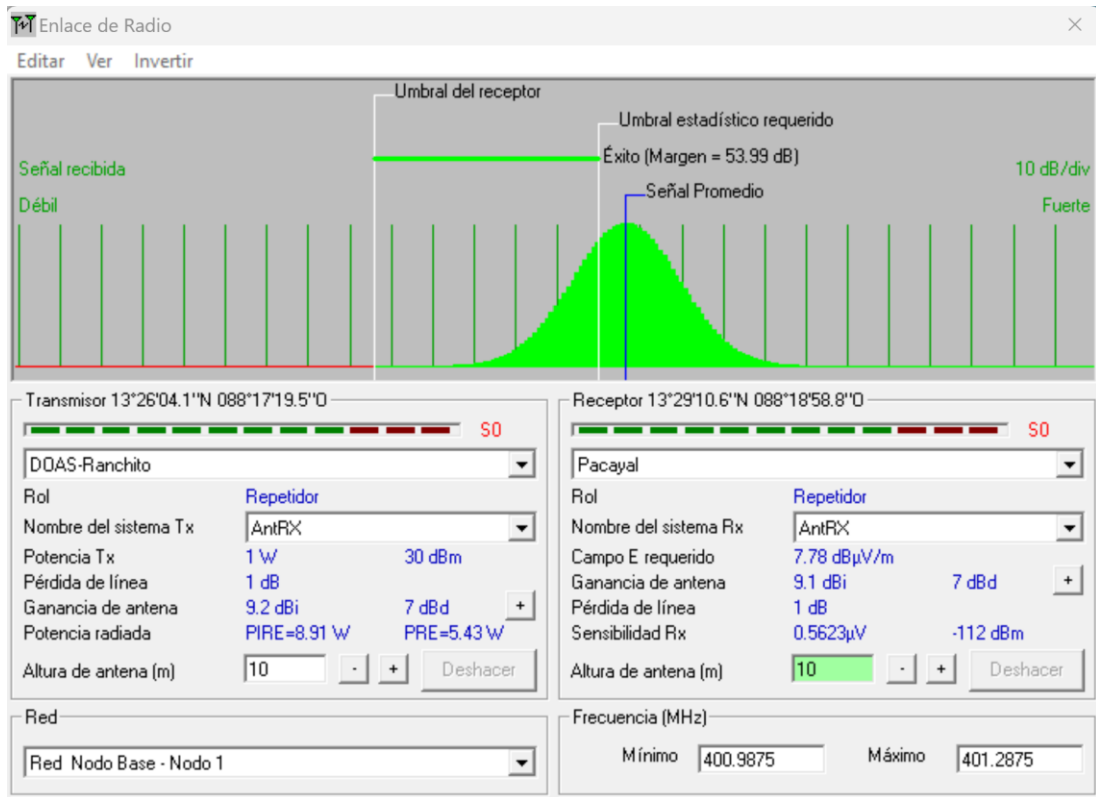 Enlace de Radio
Editar Ver Invertir
Umbral del receptor
Umbral estadístico requerido
Éxito (Margen = 53.99 dB)
Señal recibida 10 dB/div
Señal Promedio
Débil Fuerte
Transmisor 13°26'04.1''N 088°17'19.5''O
S0
DOAS-Ranchito
Rol Repetidor
Nombre del sistema Tx AntRX
Potencia Tx 1 W 30 dBm
Pérdida de línea 1 dB
Ganancia de antena 9.2 dBi 7 dBd +
Potencia radiada PIRE=8.91 W PRE=5.43 W
Altura de antena (m) 10 - + Deshacer
Receptor 13°29'10.6''N 088°18'58.8''O
S0
Pacayal
Rol Repetidor
Nombre del sistema Rx AntRX
Campo E requerido 7.78 dBµV/m
Ganancia de antena 9.1 dBi 7 dBd +
Pérdida de línea 1 dB
Sensibilidad Rx 0.5623µV -112 dBm
Altura de antena (m) 10 - + Deshacer
Red
Red Nodo Base - Nodo 1
Frecuencia (MHz)
Mínimo 400.9875 Máximo 401.2875